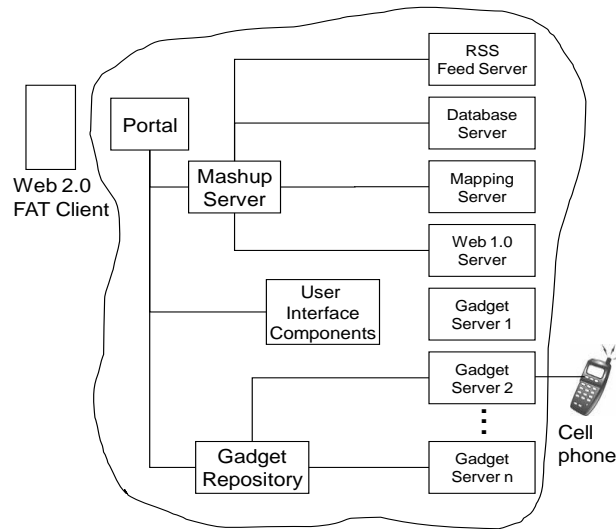 RSS
Feed Server
Database
Server
Portal
Mashup
Server
Mapping
Server
Web 2.0
FAT Client
Web 1.0
Server
User
Interface
Components
Gadget
Server 1
Gadget
Server 2
Cell
phone
Gadget
Repository
Gadget
Server n